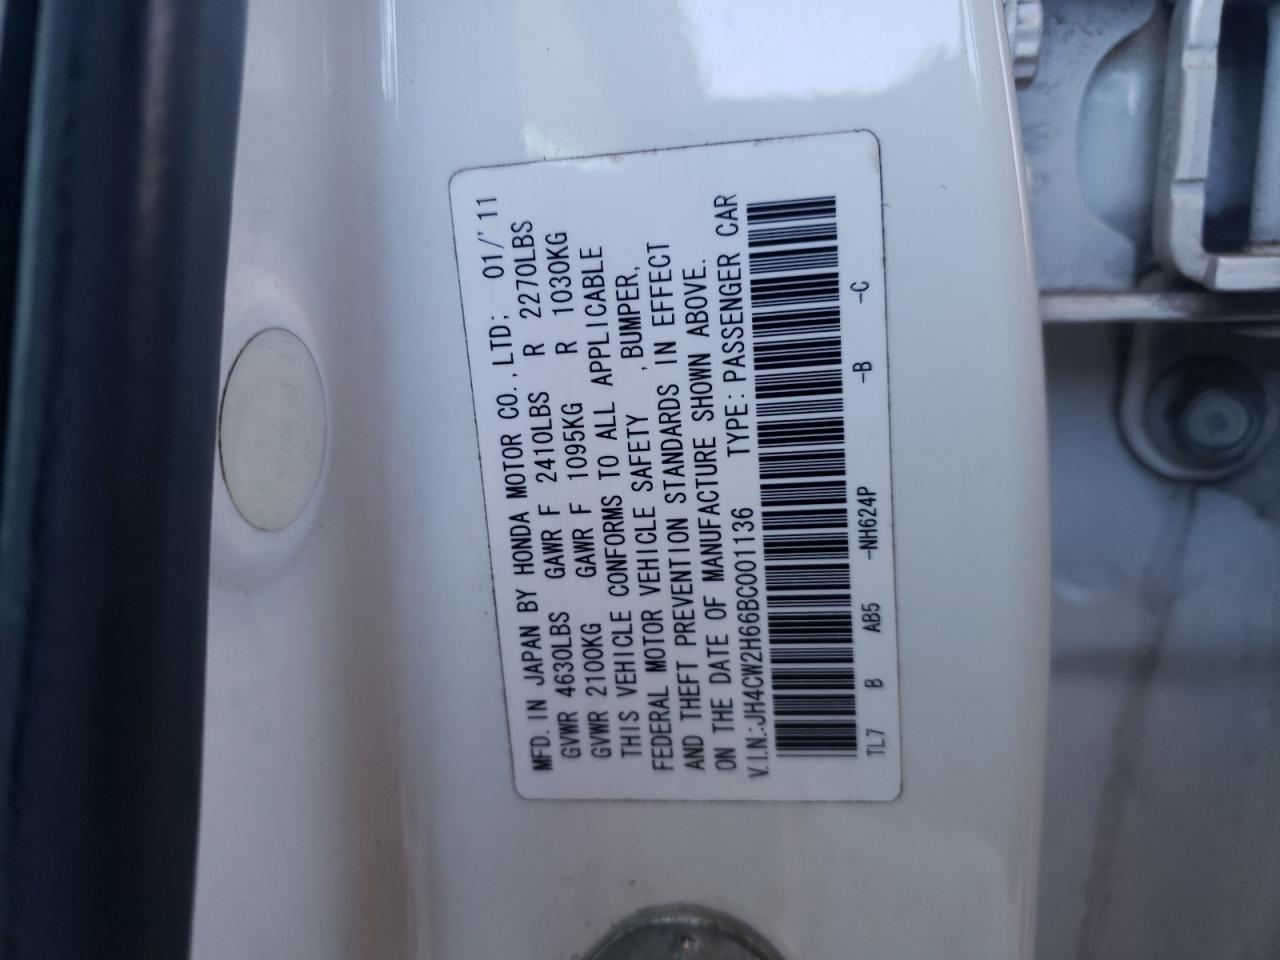 MFD. IN JAPAN BY HONDA MOTOR CO., LTD; 01/'11
GVWR 4630LBS GAWR F 2410LBS R 2270LBS
GVWR 2100KG GAWR F 1095KG R 1030KG
THIS VEHICLE CONFORMS TO ALL APPLICABLE
FEDERAL MOTOR VEHICLE SAFETY ,BUMPER,
AND THEFT PREVENTION STANDARDS IN EFFECT
ON THE DATE OF MANUFACTURE SHOWN ABOVE.
V.I.N.:JH4CW2H66BC001136 TYPE: PASSENGER CAR
TL7 B AB5 -NH624P -B -C